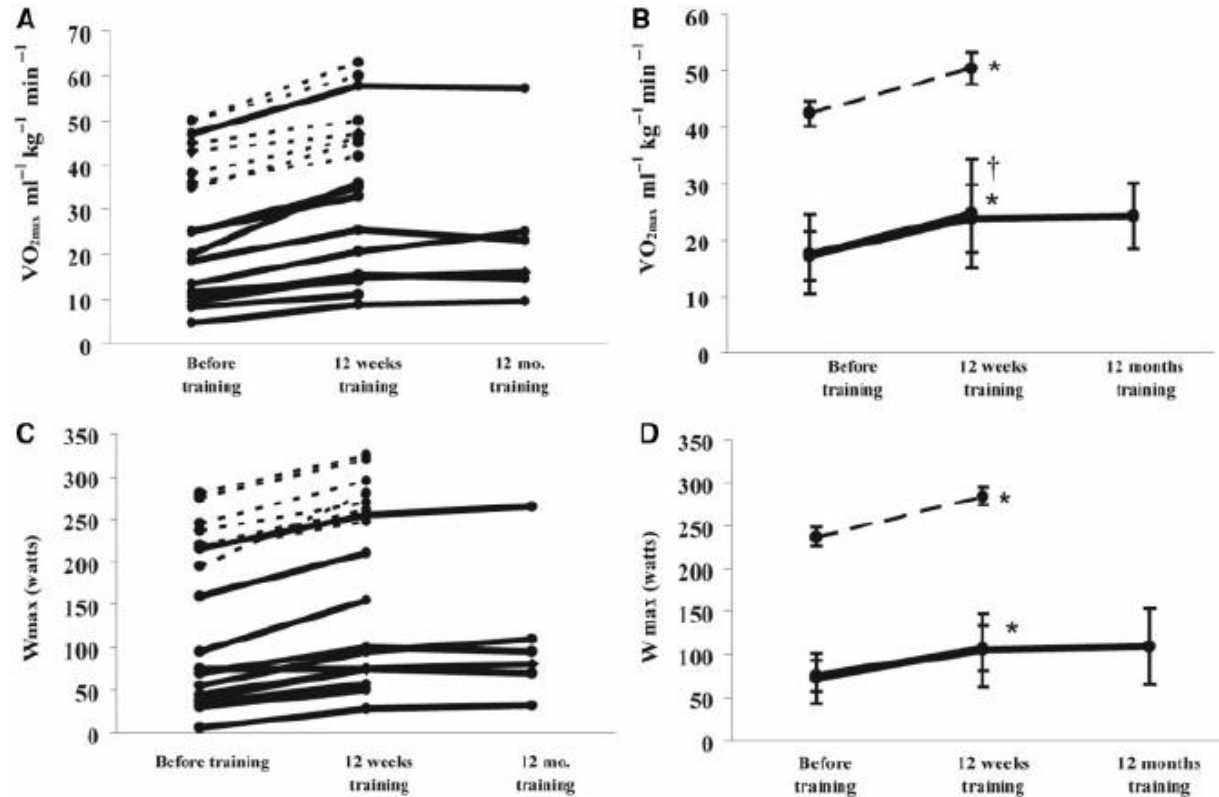 A
VO₂max ml⁻¹ kg⁻¹ min⁻¹
70
60
50
40
30
20
10
0
Before training
12 weeks training
12 mo. training
B
VO₂max ml⁻¹ kg⁻¹ min⁻¹
60
50
40
30
20
10
0
*
†
*
Before training
12 weeks training
12 months training
C
Wmax (watts)
350
300
250
200
150
100
50
0
Before training
12 weeks training
12 mo. training
D
W max (watts)
350
300
250
200
150
100
50
0
*
*
Before training
12 weeks training
12 months training